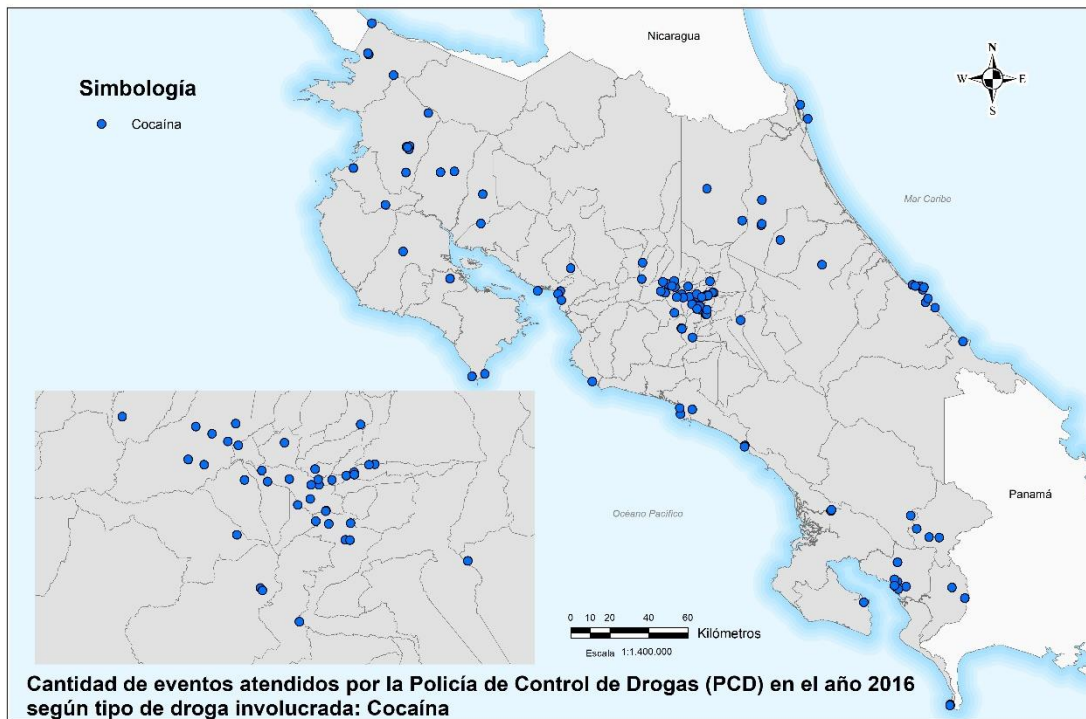 Nicaragua
N
W E
S
Simbología
Cocaína
Mar Caribo
Panamá
Océano Pacifico
0 10 20 40 60
Kilómetros
Escala 1:1.400.000
Cantidad de eventos atendidos por la Policía de Control de Drogas (PCD) en el año 2016
según tipo de droga involucrada: Cocaína